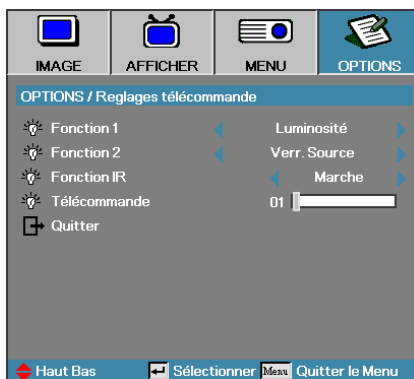 IMAGE AFFICHER MENU OPTIONS
OPTIONS / Reglages télécommande
Fonction 1 Luminosité
Fonction 2 Verr. Source
Fonction IR Marche
Télécommande 01
Quitter
Haut Bas Sélectionner Menu Quitter le Menu